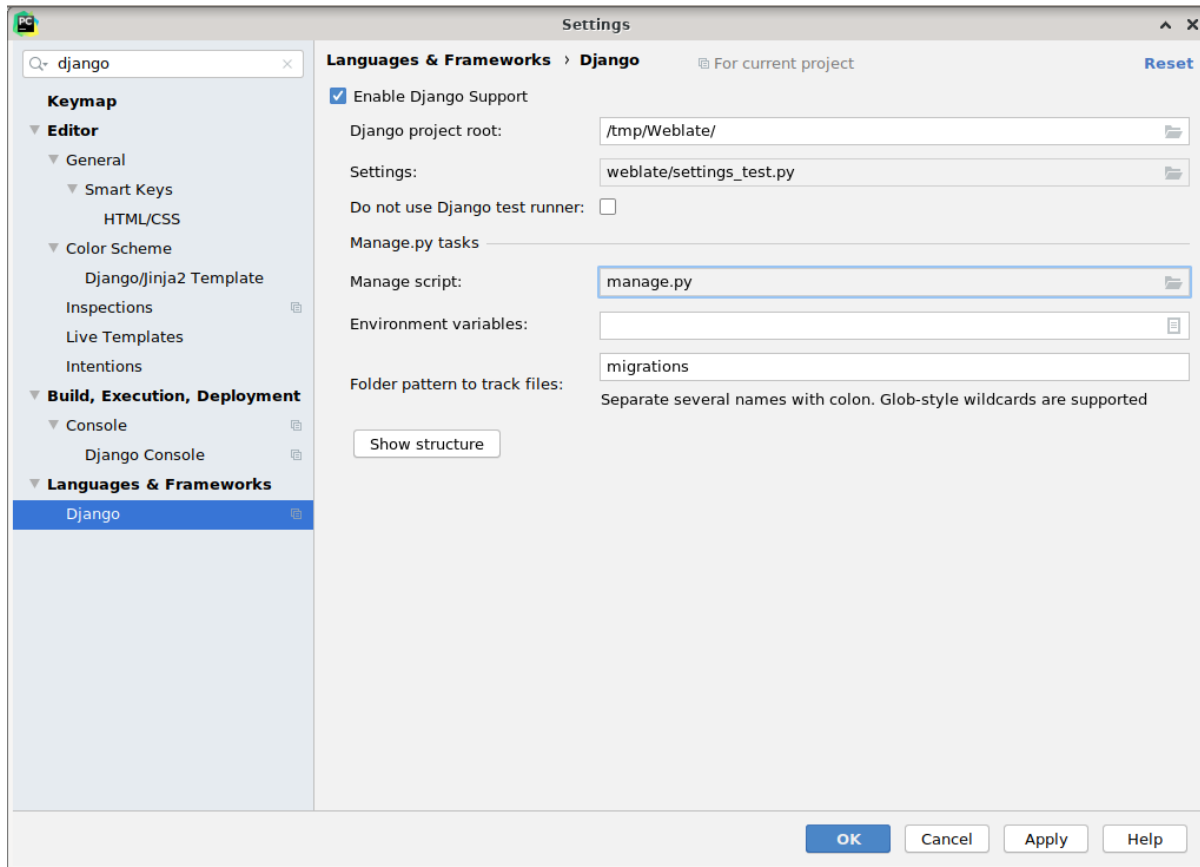 PC
Settings
django
Keymap
Editor
General
Smart Keys
HTML/CSS
Color Scheme
Django/Jinja2 Template
Inspections
Live Templates
Intentions
Build, Execution, Deployment
Console
Django Console
Languages & Frameworks
Django
Languages & Frameworks › Django For current project Reset
Enable Django Support
Django project root: /tmp/Weblate/
Settings: weblate/settings_test.py
Do not use Django test runner:
Manage.py tasks
Manage script: manage.py
Environment variables:
Folder pattern to track files: migrations
Separate several names with colon. Glob-style wildcards are supported
Show structure
OK Cancel Apply Help